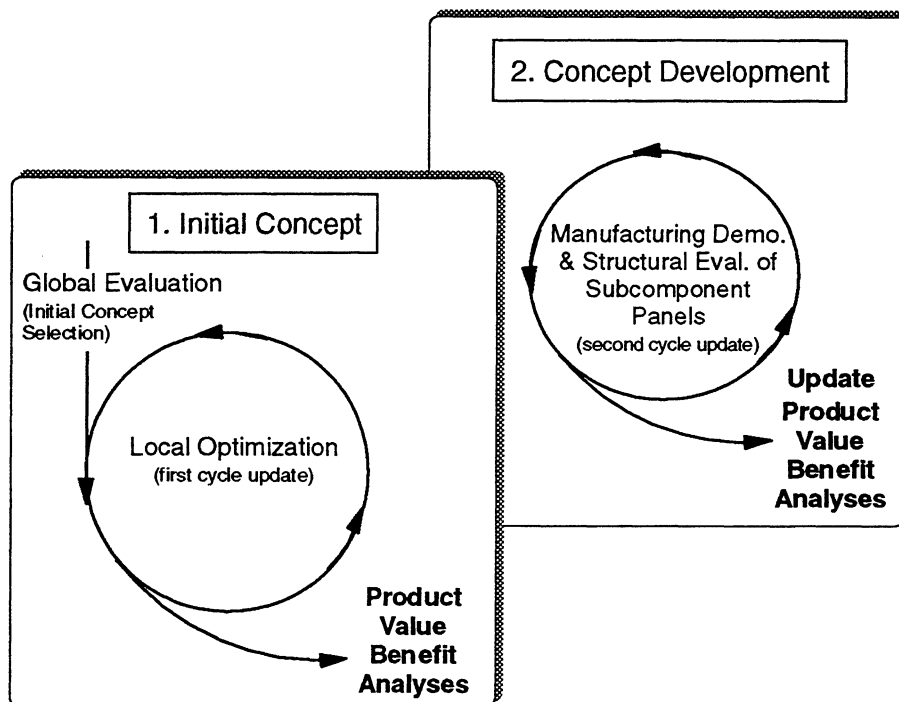 1. Initial Concept
Global Evaluation
(Initial Concept
Selection)
Local Optimization
(first cycle update)
Product
Value
Benefit
Analyses
2. Concept Development
Manufacturing Demo.
& Structural Eval. of
Subcomponent
Panels
(second cycle update)
Update
Product
Value
Benefit
Analyses